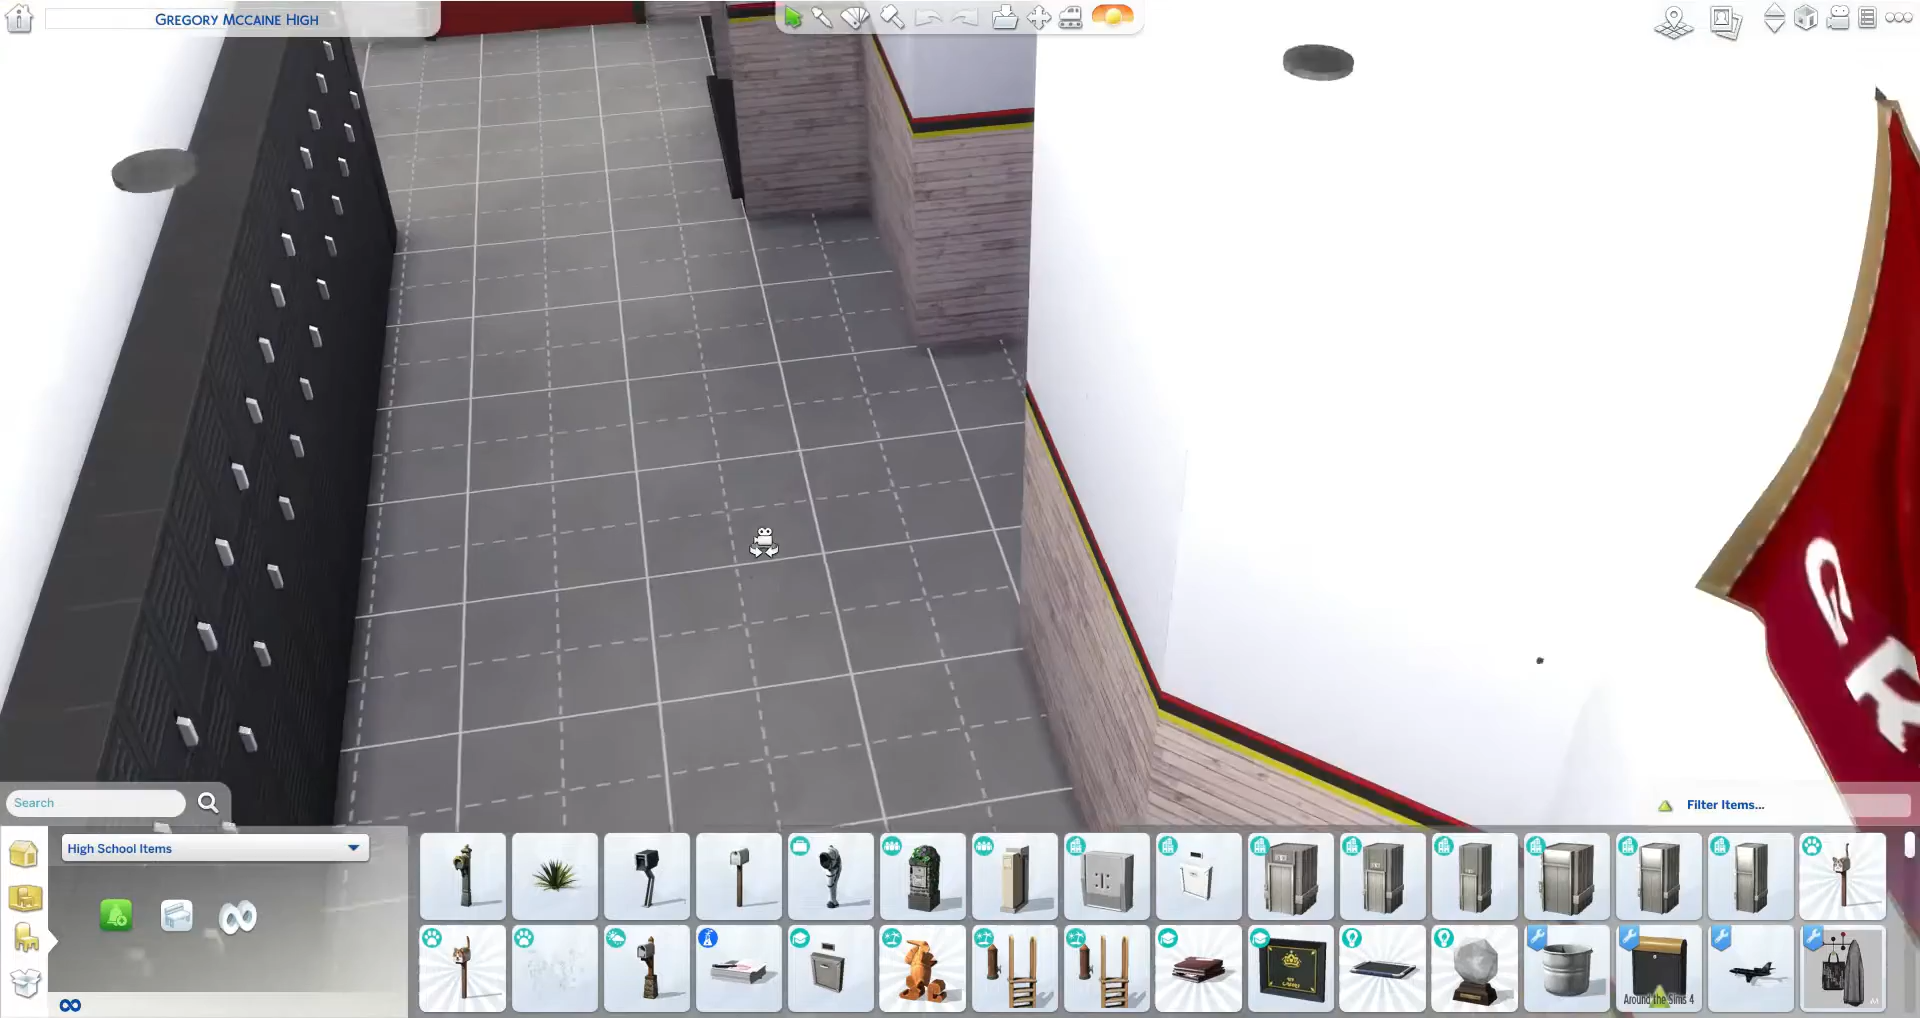 Gregory Mccaine High
Search
Filter Items...
High School Items
Around the Sims 4